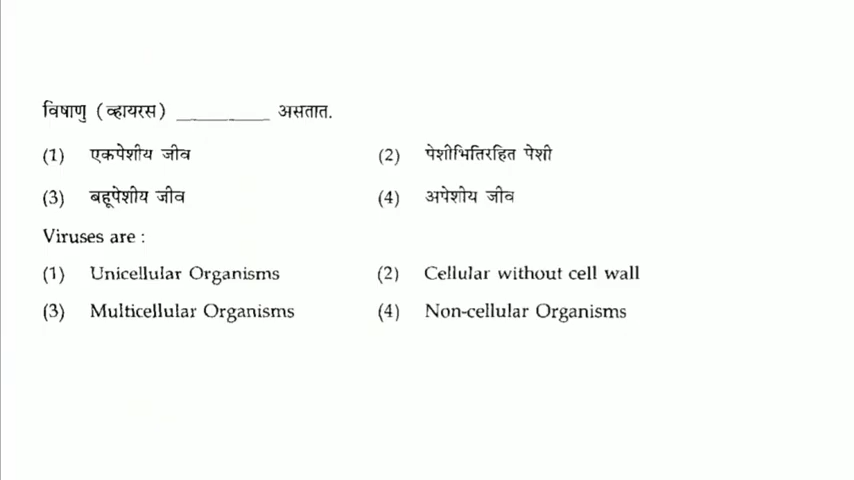 विषाणु (व्हायरस) _________ असतात.
(1) एकपेशीय जीव (2) पेशीभितिरहित पेशी
(3) बहूपेशीय जीव (4) अपेशीय जीव
Viruses are :
(1) Unicellular Organisms (2) Cellular without cell wall
(3) Multicellular Organisms (4) Non-cellular Organisms